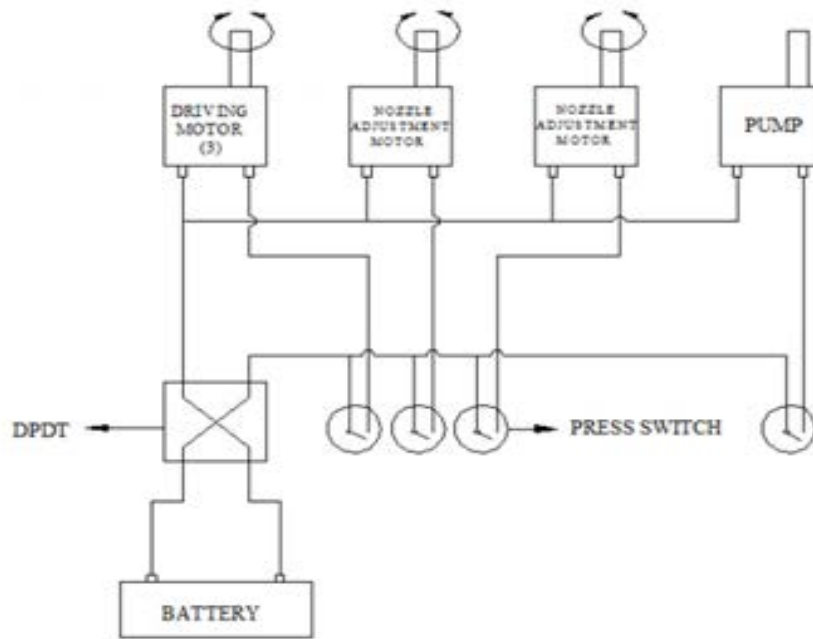 DRIVING
MOTOR
(3)
NOZZLE
ADJUSTMENT
MOTOR
NOZZLE
ADJUSTMENT
MOTOR
PUMP
DPDT
PRESS SWITCH
BATTERY